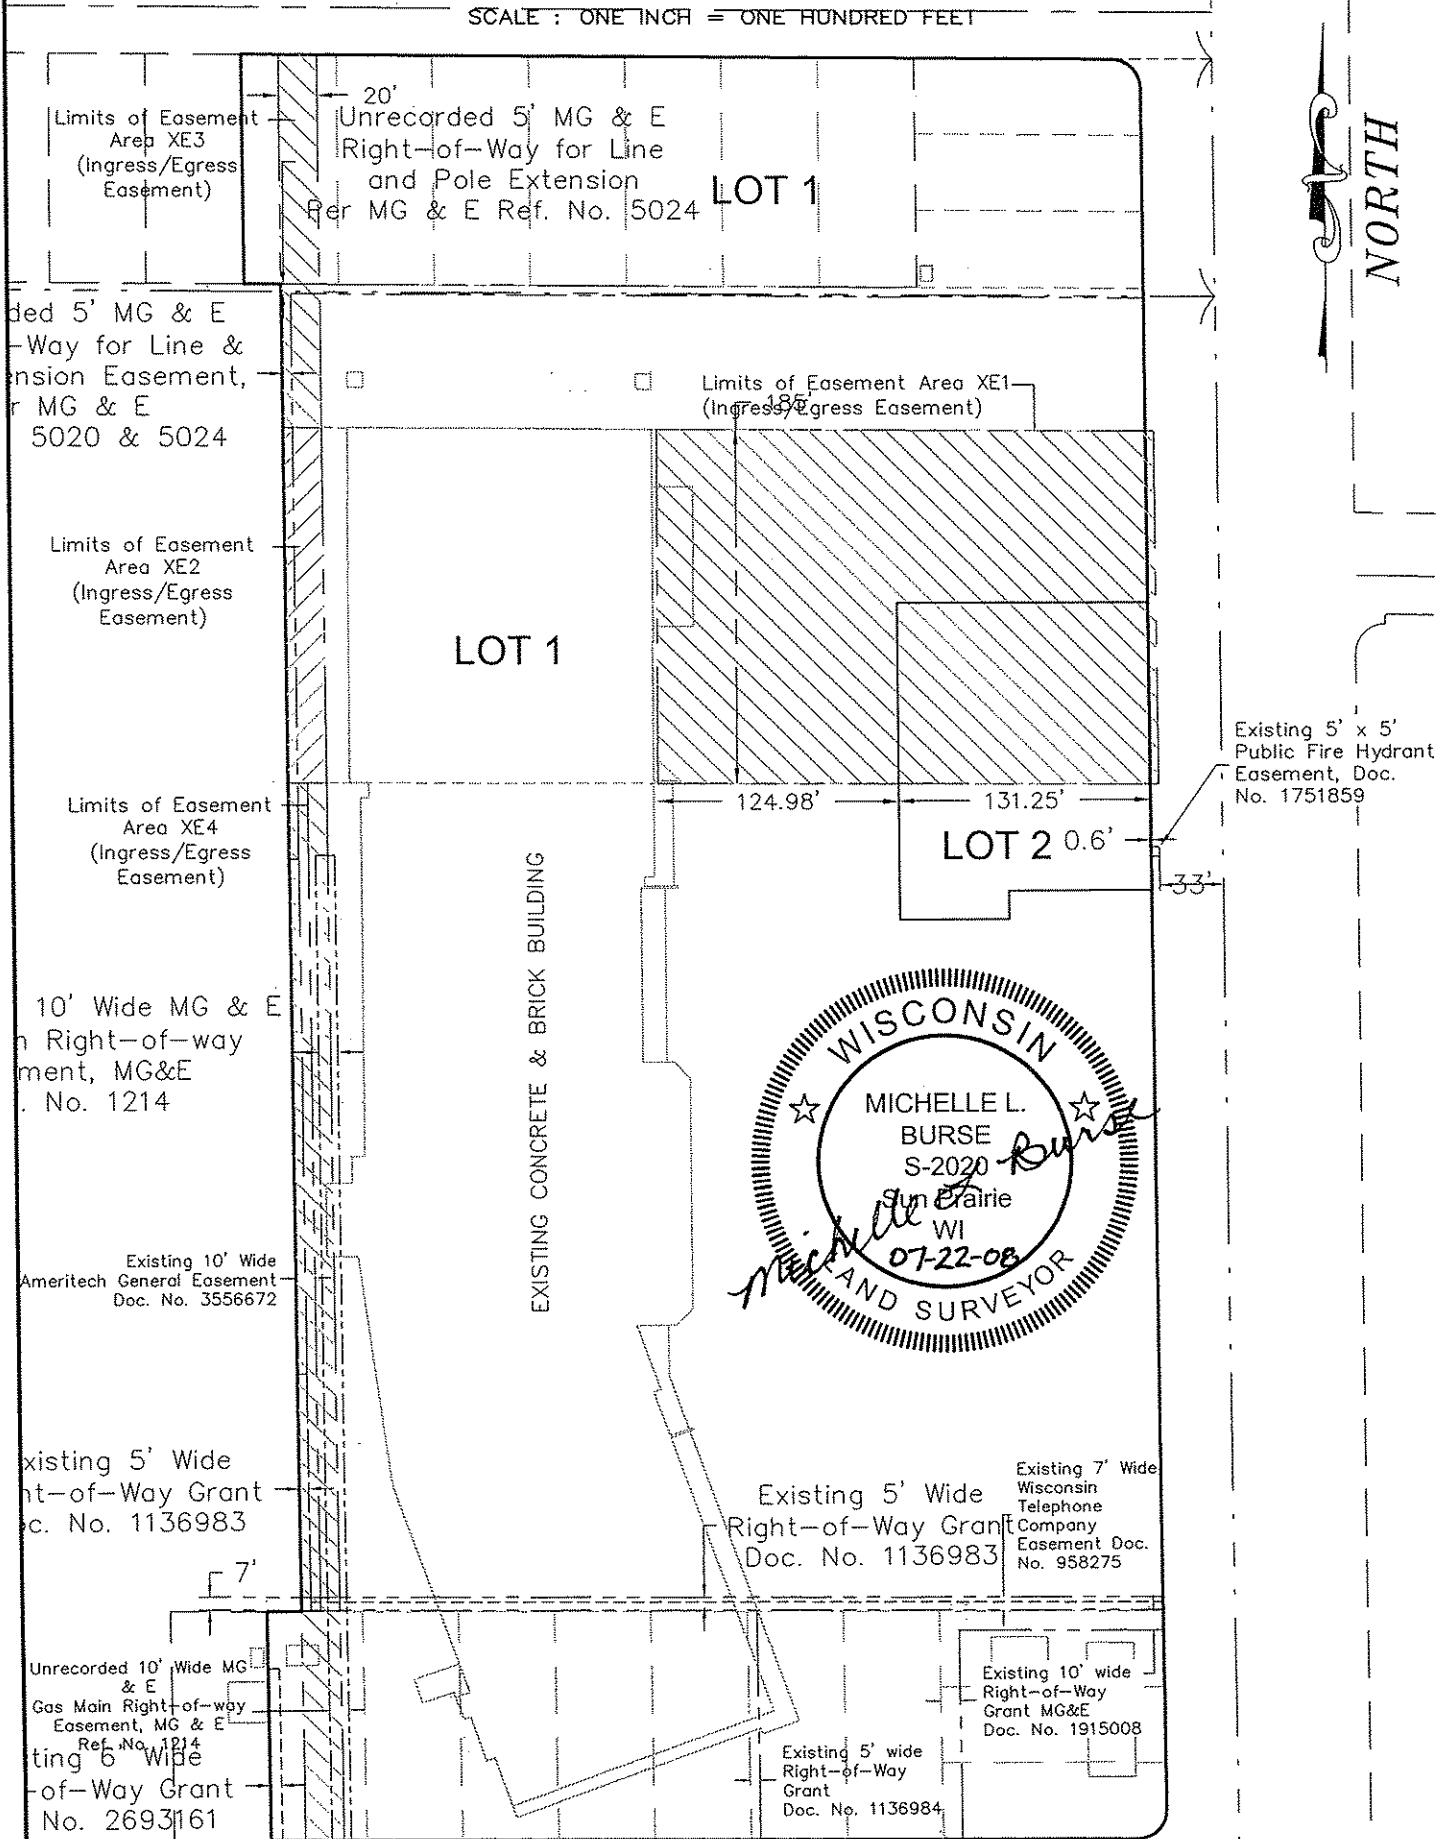 SCALE : ONE INCH = ONE HUNDRED FEET
NORTH
20'
Limits of Easement
Area XE3
(Ingress/Egress
Easement)
Unrecorded 5' MG & E
Right-of-Way for Line
and Pole Extension
Per MG & E Ref. No. 5024
LOT 1
ded 5' MG & E
-Way for Line &
nsion Easement,
r MG & E
5020 & 5024
Limits of Easement Area XE1
(Ingress/Egress Easement)
185'
Limits of Easement
Area XE2
(Ingress/Egress
Easement)
LOT 1
Existing 5' x 5'
Public Fire Hydrant
Easement, Doc.
No. 1751859
Limits of Easement
Area XE4
(Ingress/Egress
Easement)
124.98'
131.25'
LOT 2
0.6'
33'
EXISTING CONCRETE & BRICK BUILDING
10' Wide MG & E
n Right-of-way
ment, MG&E
. No. 1214
WISCONSIN
MICHELLE L.
BURSE
S-2020
Sun Prairie
WI
07-22-08
LAND SURVEYOR
Michelle L Burse
Existing 10' Wide
Ameritech General Easement
Doc. No. 3556672
xisting 5' Wide
ht-of-Way Grant
c. No. 1136983
7'
Existing 5' Wide
Right-of-Way Grant
Doc. No. 1136983
Existing 7' Wide
Wisconsin
Telephone
Company
Easement Doc.
No. 958275
Unrecorded 10' Wide MG
& E
Gas Main Right-of-way
Easement, MG & E
Ref. No. 1214
ting 6' Wide
-of-Way Grant
No. 2693161
Existing 10' wide
Right-of-Way
Grant MG&E
Doc. No. 1915008
Existing 5' wide
Right-of-Way
Grant
Doc. No. 1136984